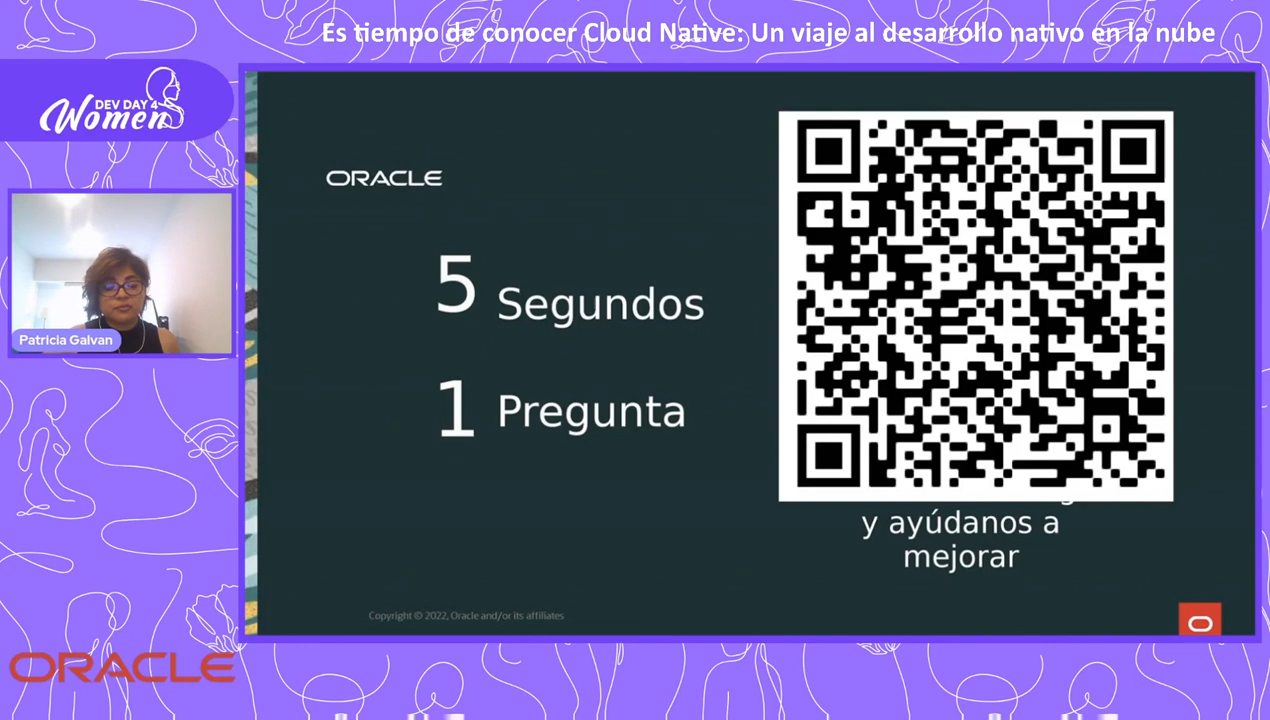 Es tiempo de conocer Cloud Native: Un viaje al desarrollo nativo en la nube
DEV DAY 4
Women
ORACLE
5 Segundos
1 Pregunta
y ayúdanos a
mejorar
Patricia Galvan
Copyright © 2022, Oracle and/or its affiliates
ORACLE